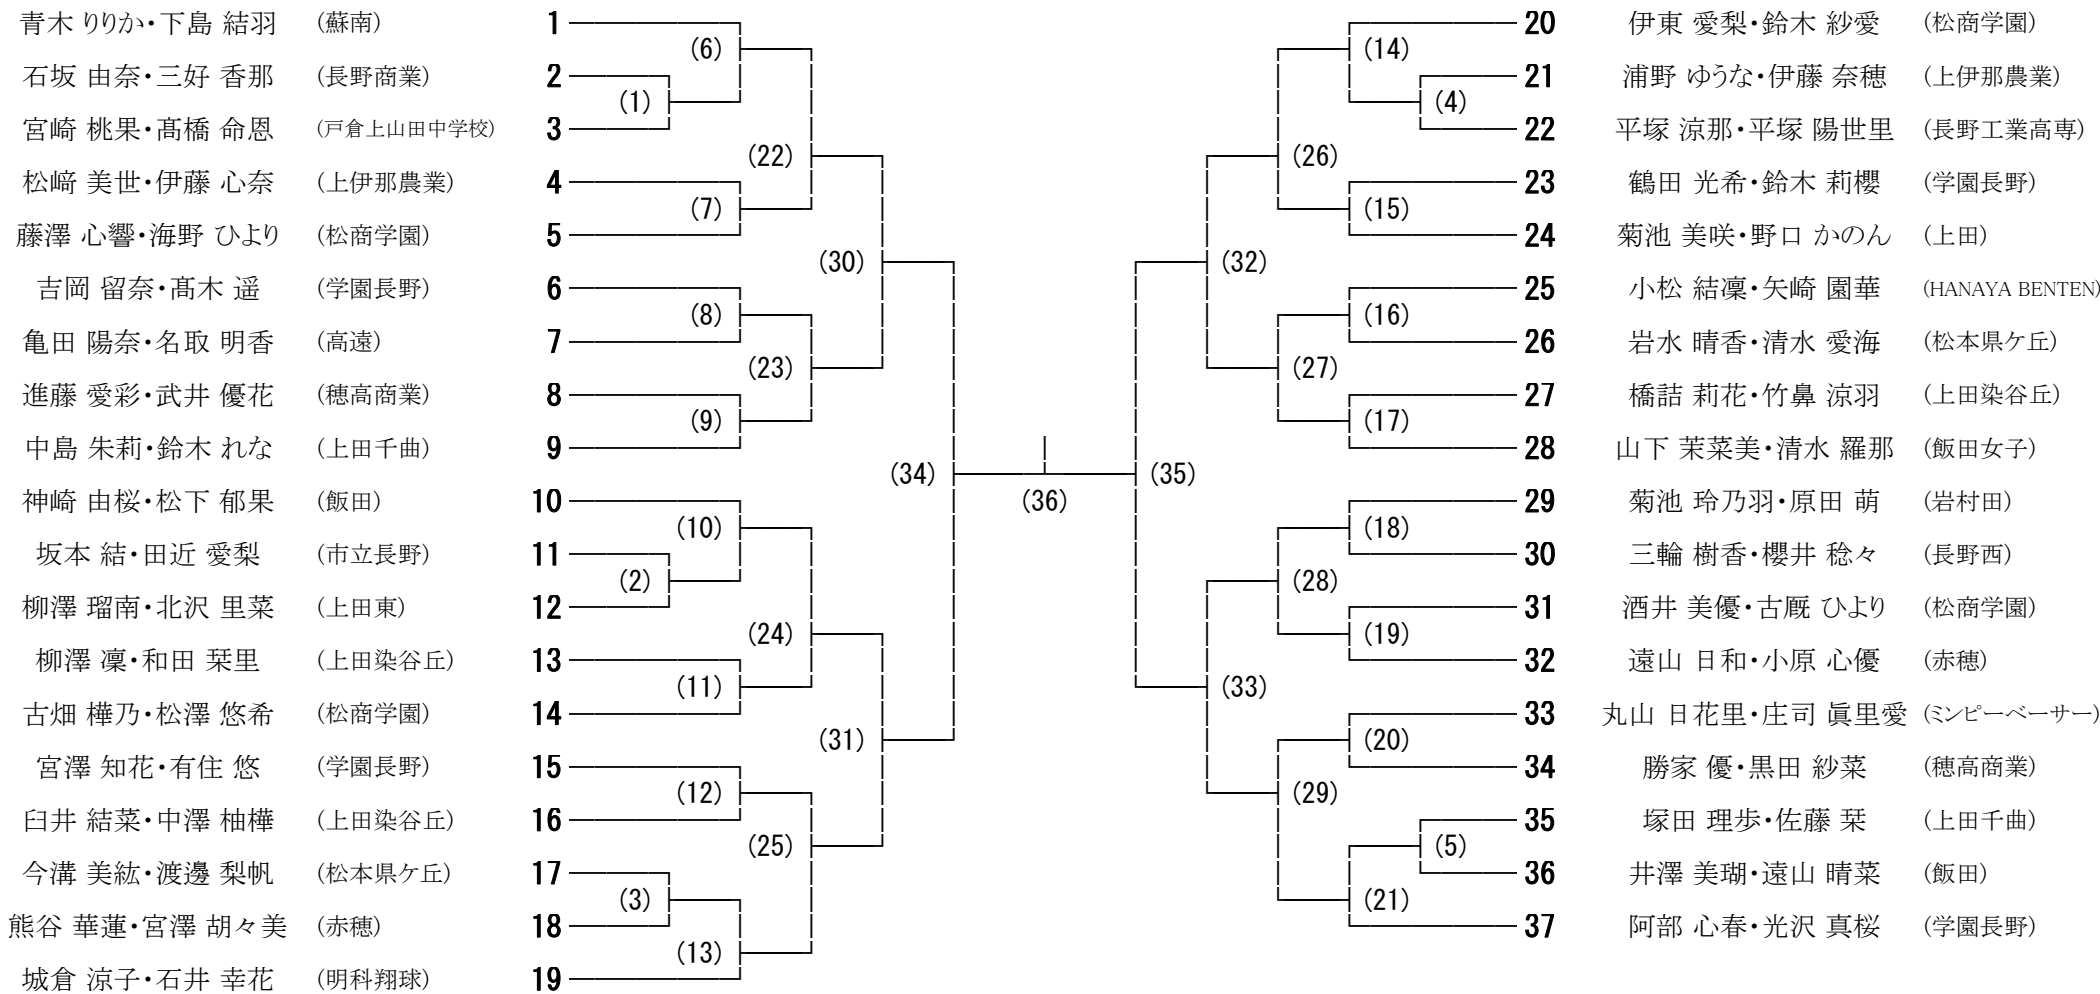 青木 りりか・下島 結羽 (蘇南) 1
石坂 由奈・三好 香那 (長野商業) 2
宮崎 桃果・髙橋 命恩 (戸倉上山田中学校) 3
松﨑 美世・伊藤 心奈 (上伊那農業) 4
藤澤 心響・海野 ひより (松商学園) 5
吉岡 留奈・髙木 遥 (学園長野) 6
亀田 陽奈・名取 明香 (高遠) 7
進藤 愛彩・武井 優花 (穂高商業) 8
中島 朱莉・鈴木 れな (上田千曲) 9
神崎 由桜・松下 郁果 (飯田) 10
坂本 結・田近 愛梨 (市立長野) 11
柳澤 瑠南・北沢 里菜 (上田東) 12
柳澤 凜・和田 栞里 (上田染谷丘) 13
古畑 樺乃・松澤 悠希 (松商学園) 14
宮澤 知花・有住 悠 (学園長野) 15
臼井 結菜・中澤 柚樺 (上田染谷丘) 16
今溝 美紘・渡邊 梨帆 (松本県ケ丘) 17
熊谷 華蓮・宮澤 胡々美 (赤穂) 18
城倉 涼子・石井 幸花 (明科翔球) 19
(6)
(1)
(22)
(7)
(30)
(8)
(23)
(9)
(34)
(10)
(2)
(24)
(11)
(31)
(12)
(25)
(3)
(13)
(36)
(14)
(4)
(26)
(15)
(32)
(16)
(27)
(17)
(35)
(18)
(28)
(19)
(33)
(20)
(29)
(5)
(21)
20 伊東 愛梨・鈴木 紗愛 (松商学園)
21 浦野 ゆうな・伊藤 奈穂 (上伊那農業)
22 平塚 涼那・平塚 陽世里 (長野工業高専)
23 鶴田 光希・鈴木 莉櫻 (学園長野)
24 菊池 美咲・野口 かのん (上田)
25 小松 結凜・矢崎 園華 (HANAYA BENTEN)
26 岩水 晴香・清水 愛海 (松本県ケ丘)
27 橋詰 莉花・竹鼻 涼羽 (上田染谷丘)
28 山下 茉菜美・清水 羅那 (飯田女子)
29 菊池 玲乃羽・原田 萌 (岩村田)
30 三輪 樹香・櫻井 稔々 (長野西)
31 酒井 美優・古厩 ひより (松商学園)
32 遠山 日和・小原 心優 (赤穂)
33 丸山 日花里・庄司 眞里愛 (ミンピーベーサー)
34 勝家 優・黒田 紗菜 (穂高商業)
35 塚田 理歩・佐藤 栞 (上田千曲)
36 井澤 美瑚・遠山 晴菜 (飯田)
37 阿部 心春・光沢 真桜 (学園長野)